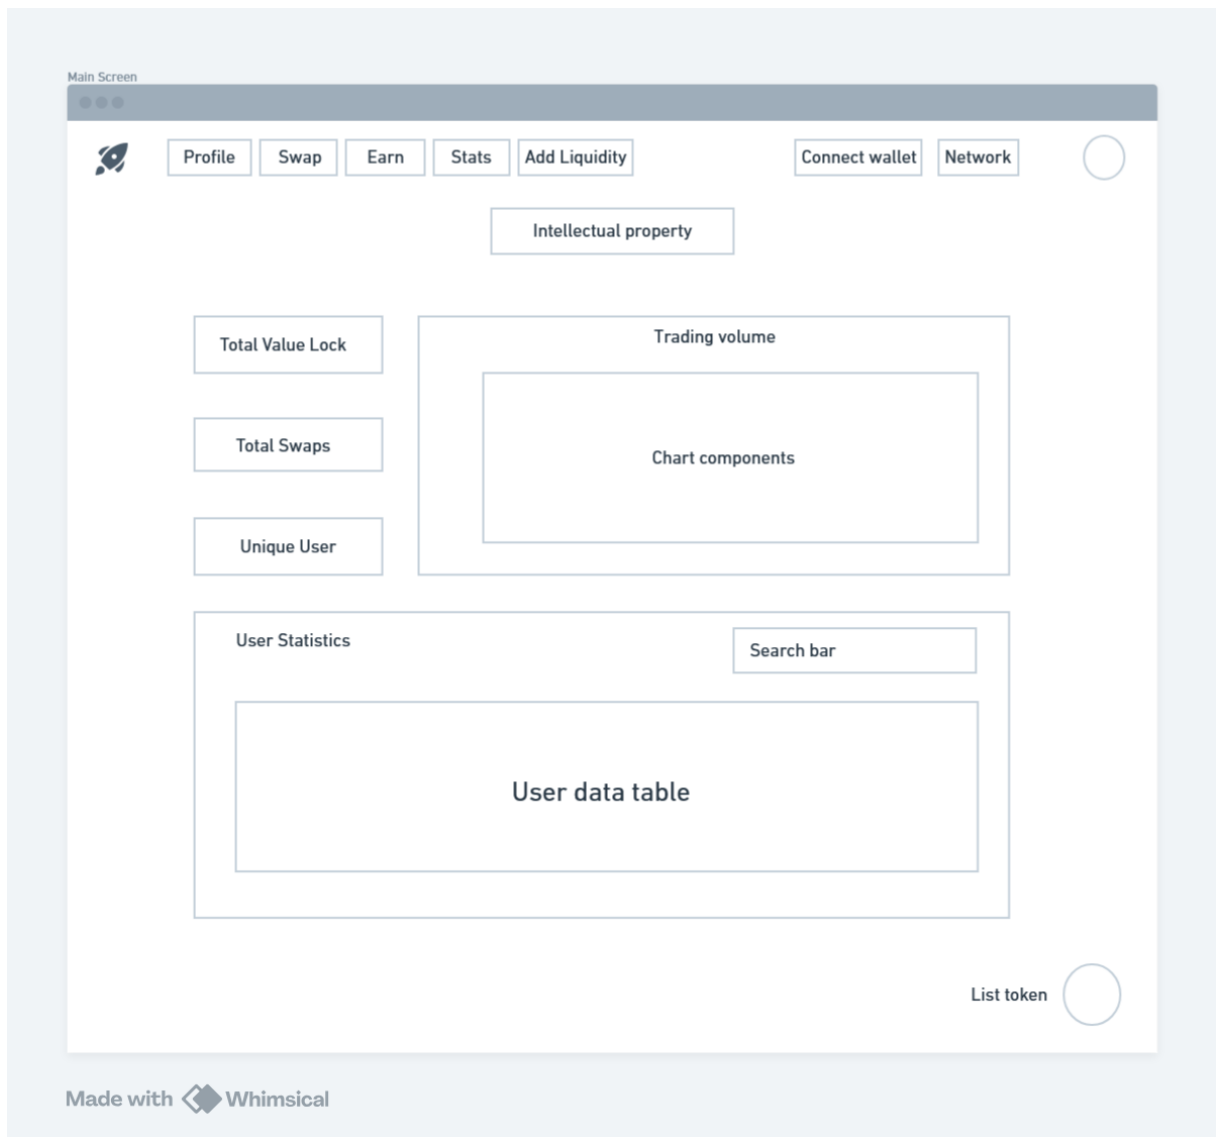 Main Screen
Profile
Swap
Earn
Stats
Add Liquidity
Connect wallet
Network
Intellectual property
Total Value Lock
Total Swaps
Unique User
Trading volume
Chart components
User Statistics
Search bar
User data table
List token
Made with Whimsical